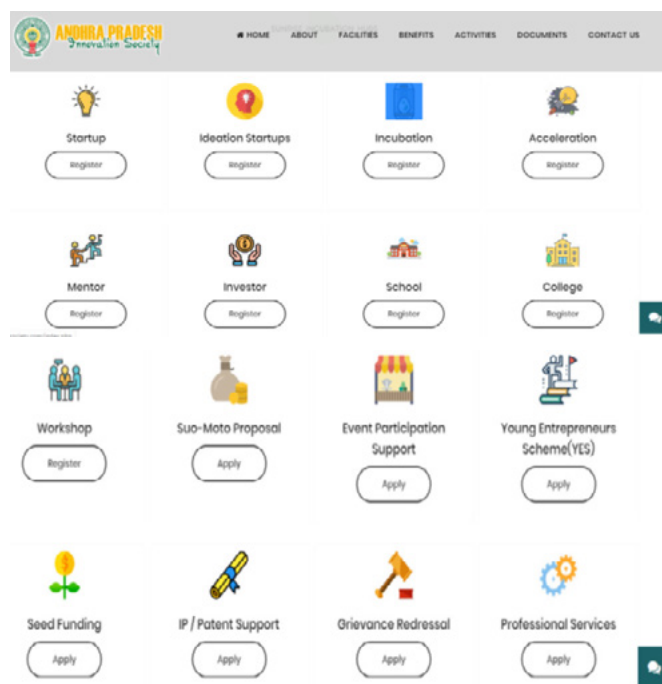 ANDHRA PRADESH
Innovation Society
HOME ABOUT FACILITIES BENEFITS ACTIVITIES DOCUMENTS CONTACT US
Startup Ideation Startups Incubation Acceleration
Register Register Register Register
Mentor Investor School College
Register Register Register Register
Workshop Suo-Moto Proposal Event Participation Young Entrepreneurs
Support Scheme(YES)
Register Apply
Apply Apply
Seed Funding IP / Patent Support Grievance Redressal Professional Services
Apply Apply Apply Apply